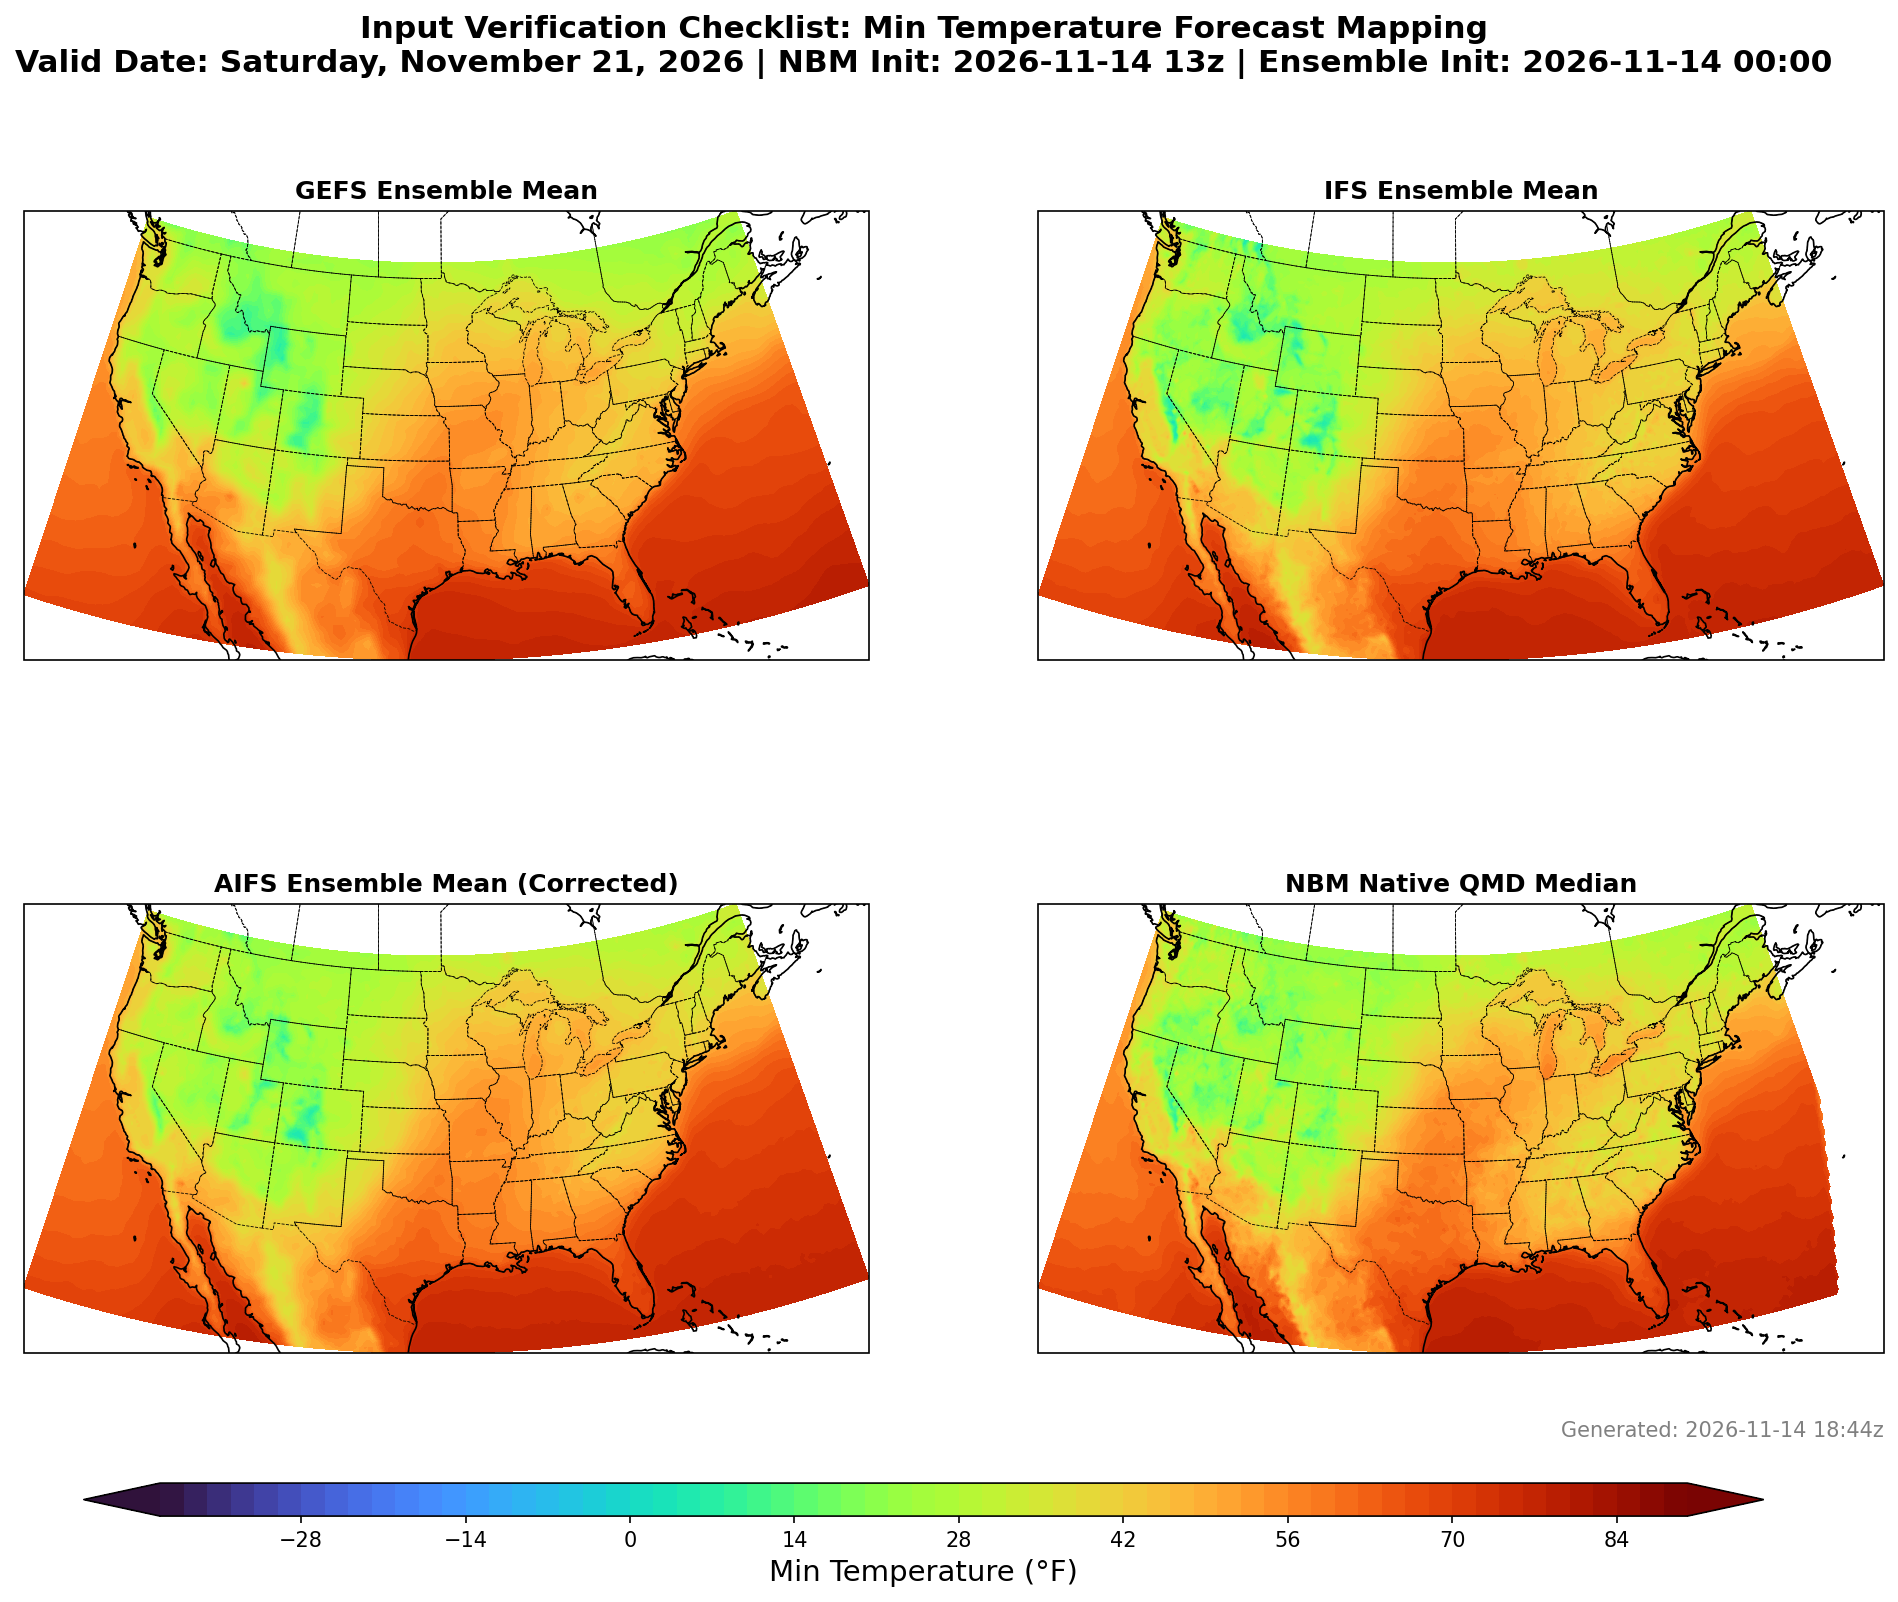 Input Verification Checklist: Min Temperature Forecast Mapping
Valid Date: Saturday, November 21, 2026 | NBM Init: 2026-11-14 13z | Ensemble Init: 2026-11-14 00:00
GEFS Ensemble Mean
IFS Ensemble Mean
AIFS Ensemble Mean (Corrected)
NBM Native QMD Median
Generated: 2026-11-14 18:44z
−28 −14 0 14 28 42 56 70 84
Min Temperature (°F)